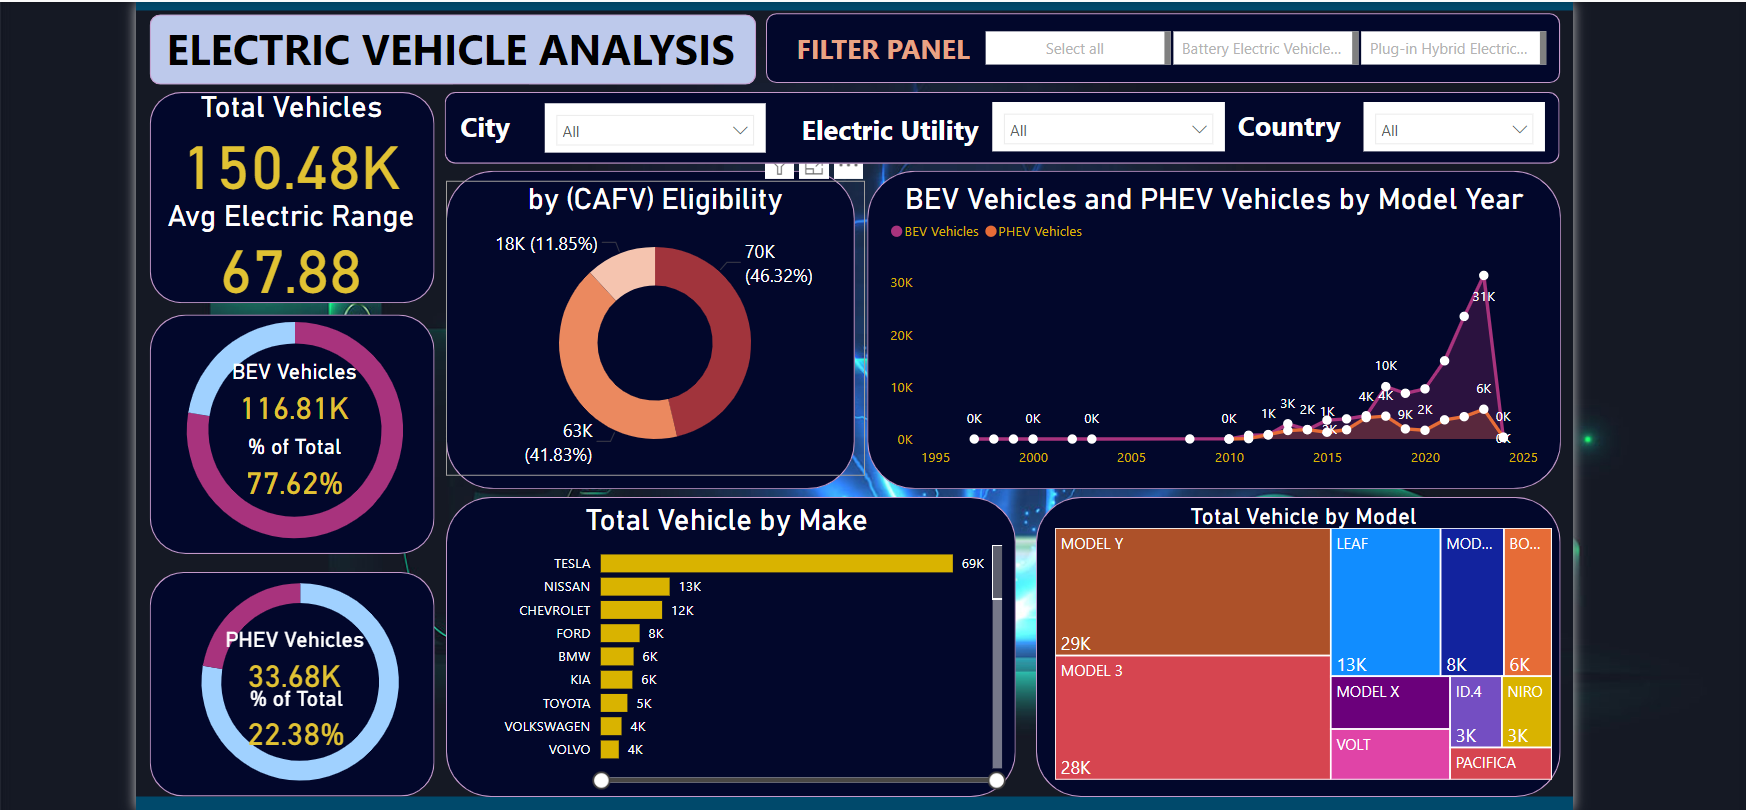 ELECTRIC VEHICLE ANALYSIS
FILTER PANEL
Select all
Battery Electric Vehicle...
Plug-in Hybrid Electric...
Total Vehicles
150.48K
Avg Electric Range
67.88
City
All
Electric Utility
All
Country
All
by (CAFV) Eligibility
18K (11.85%)
70K
(46.32%)
63K
(41.83%)
BEV Vehicles and PHEV Vehicles by Model Year
BEV Vehicles
PHEV Vehicles
30K
20K
10K
0K
0K
0K
0K
0K
1K
3K
2K
1K
4K
10K
4K
9K
2K
31K
6K
0K
1995
2000
2005
2010
2015
2020
2025
BEV Vehicles
116.81K
% of Total
77.62%
PHEV Vehicles
33.68K
% of Total
22.38%
Total Vehicle by Make
TESLA 69K
NISSAN 13K
CHEVROLET 12K
FORD 8K
BMW 6K
KIA 6K
TOYOTA 5K
VOLKSWAGEN 4K
VOLVO 4K
Total Vehicle by Model
MODEL Y
29K
MODEL 3
28K
LEAF
13K
MOD...
8K
BO...
6K
MODEL X
VOLT
ID.4
3K
NIRO
3K
PACIFICA